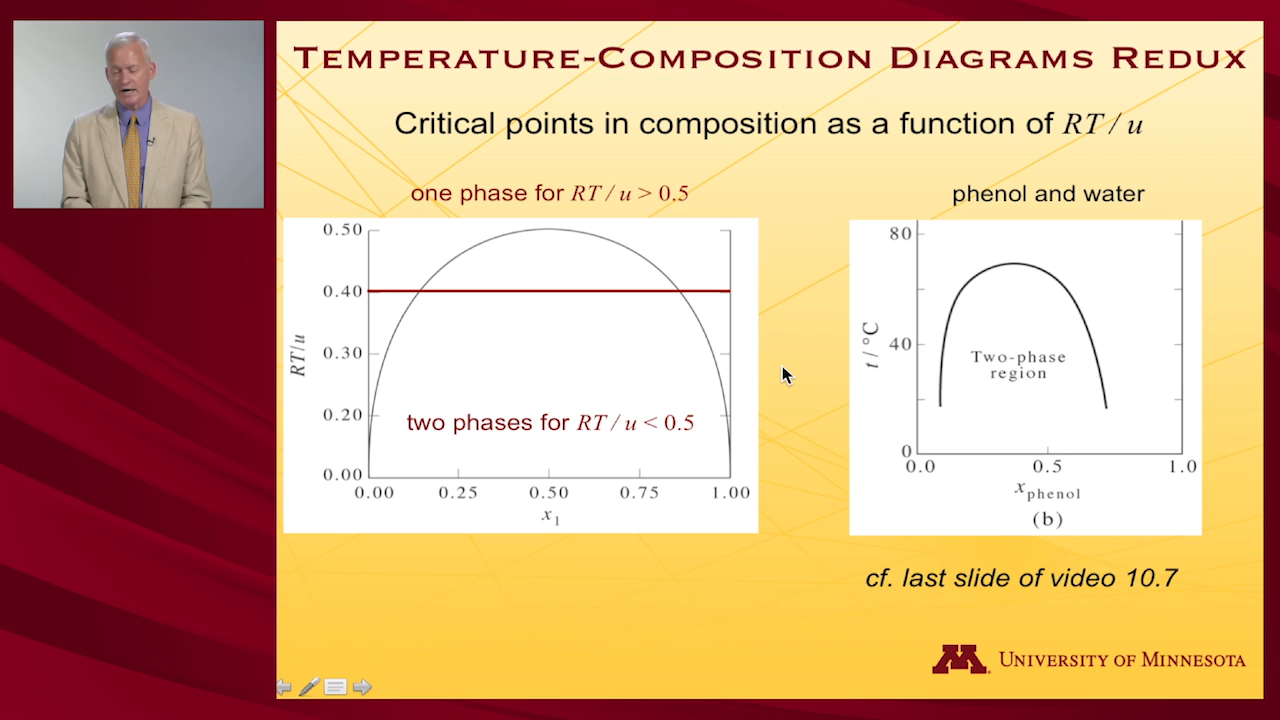 TEMPERATURE-COMPOSITION DIAGRAMS REDUX
Critical points in composition as a function of RT / u
one phase for RT / u > 0.5
0.50
0.40
0.30
0.20
0.00
RT/u
two phases for RT / u < 0.5
0.00 0.25 0.50 0.75 1.00
x1
phenol and water
80
40
0
t / °C
Two-phase
region
0.0 0.5 1.0
xphenol
(b)
cf. last slide of video 10.7
M
UNIVERSITY OF MINNESOTA